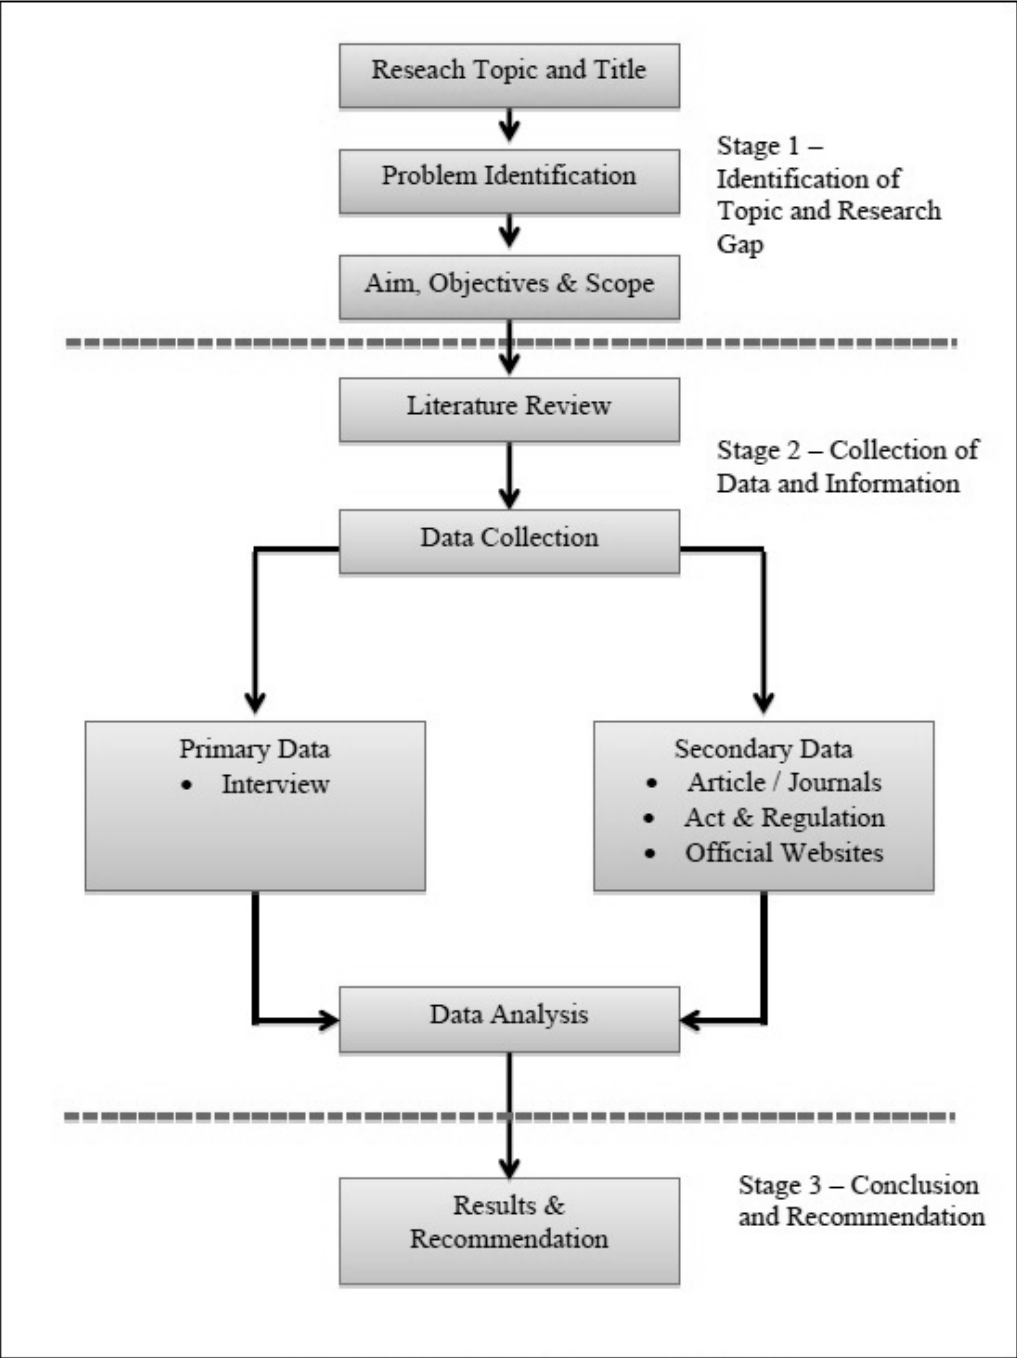 Reseach Topic and Title
Problem Identification
Stage 1 –
Identification of
Topic and Research
Gap
Aim, Objectives & Scope
Literature Review
Stage 2 – Collection of
Data and Information
Data Collection
Primary Data
• Interview
Secondary Data
• Article / Journals
• Act & Regulation
• Official Websites
Data Analysis
Results &
Recommendation
Stage 3 – Conclusion
and Recommendation